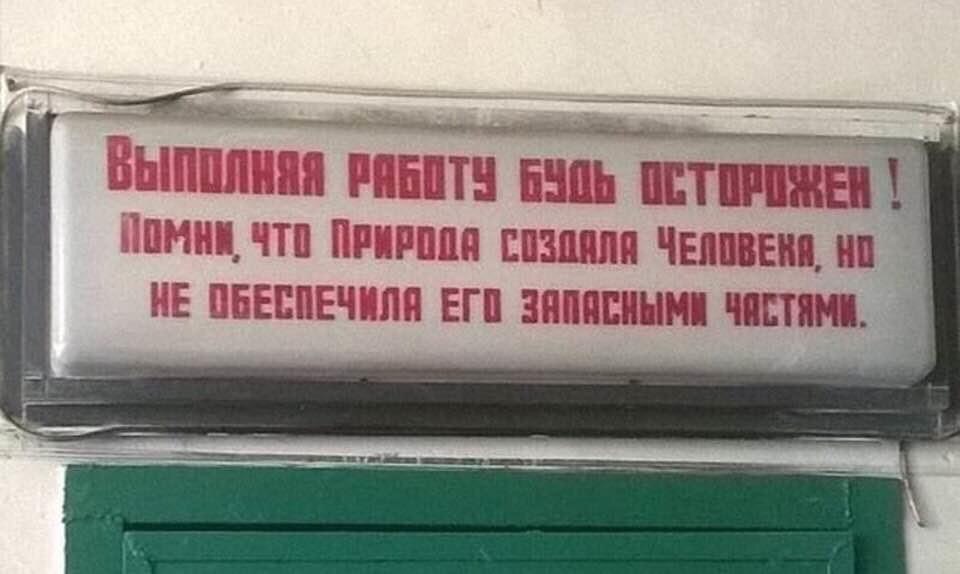 Выполняя работу будь осторожен!
Помни, что Природа создала Человека, но
не обеспечила его запасными частями.